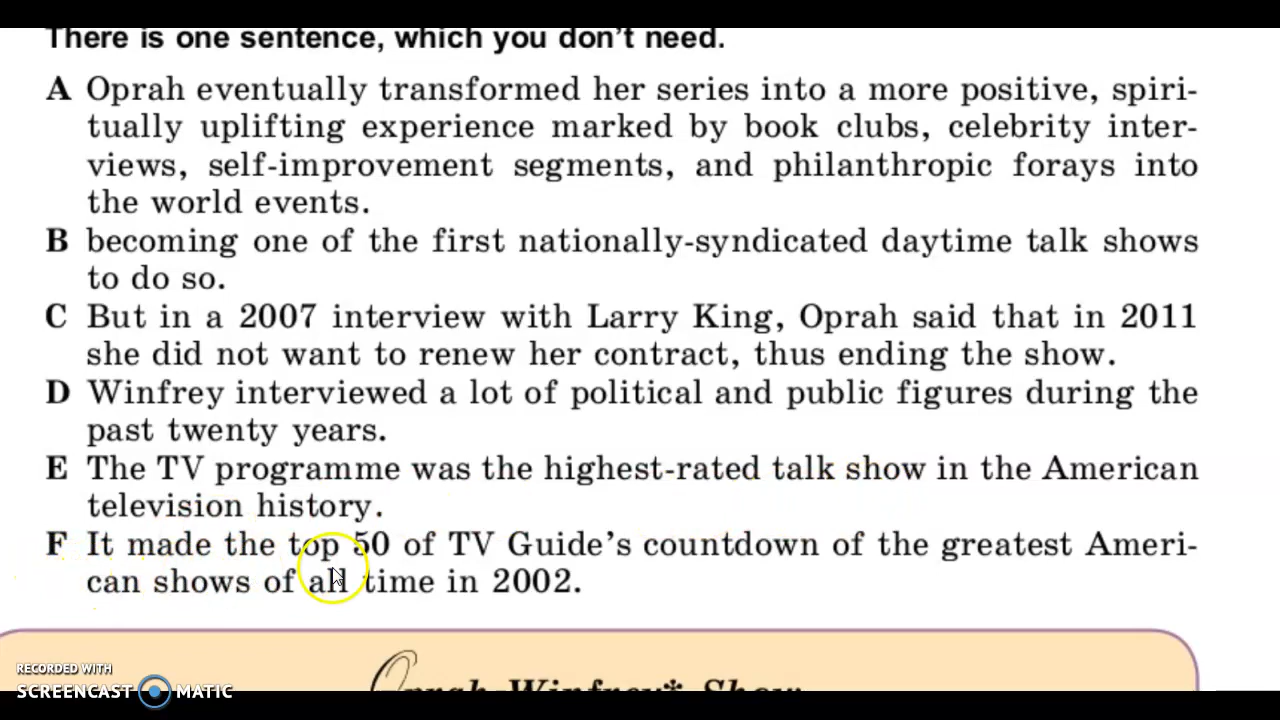 There is one sentence, which you don't need.
A Oprah eventually transformed her series into a more positive, spiri-
tually uplifting experience marked by book clubs, celebrity inter-
views, self-improvement segments, and philanthropic forays into
the world events.
B becoming one of the first nationally-syndicated daytime talk shows
to do so.
C But in a 2007 interview with Larry King, Oprah said that in 2011
she did not want to renew her contract, thus ending the show.
D Winfrey interviewed a lot of political and public figures during the
past twenty years.
E The TV programme was the highest-rated talk show in the American
television history.
F It made the top 50 of TV Guide's countdown of the greatest Ameri-
can shows of all time in 2002.
Oprah Winfrey* Show
RECORDED WITH
SCREENCAST MATIC